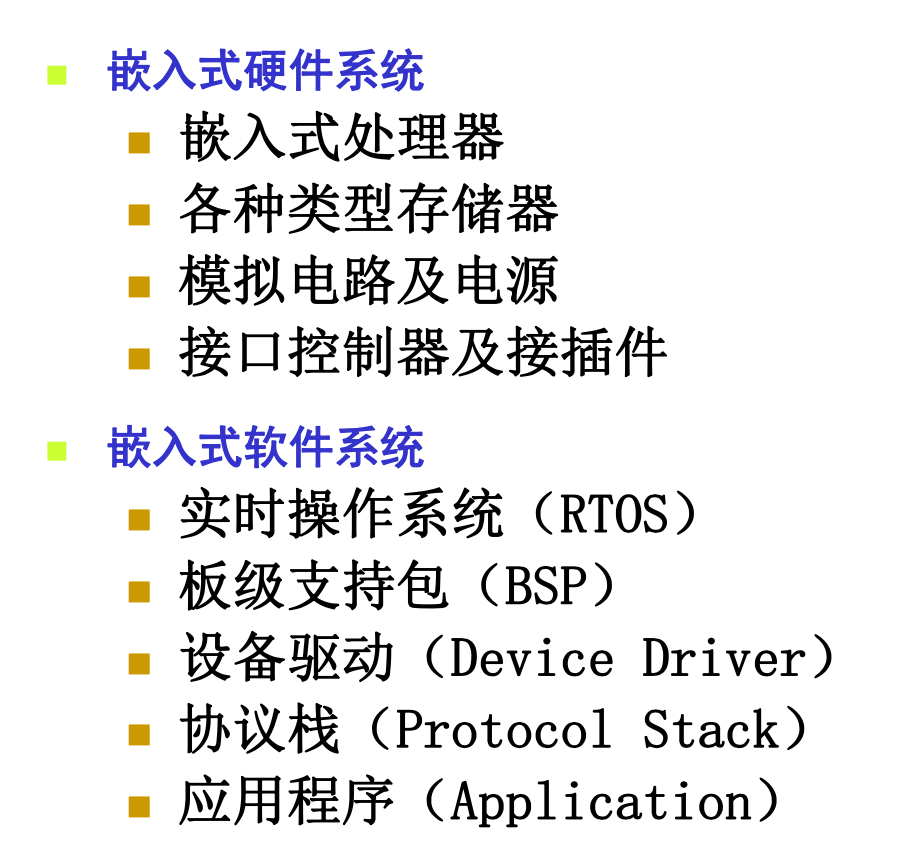 嵌入式硬件系统
嵌入式处理器
各种类型存储器
模拟电路及电源
接口控制器及接插件
嵌入式软件系统
实时操作系统（RTOS）
板级支持包（BSP）
设备驱动（Device Driver）
协议栈（Protocol Stack）
应用程序（Application）